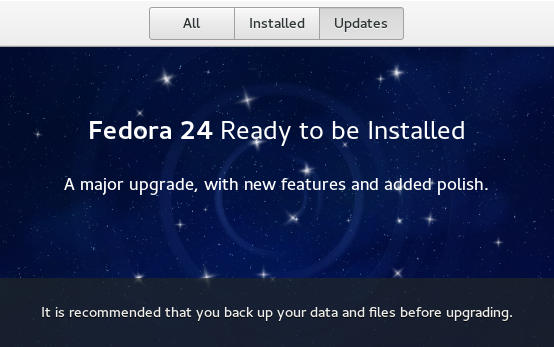 All Installed Updates
Fedora 24 Ready to be Installed
A major upgrade, with new features and added polish.
It is recommended that you back up your data and files before upgrading.